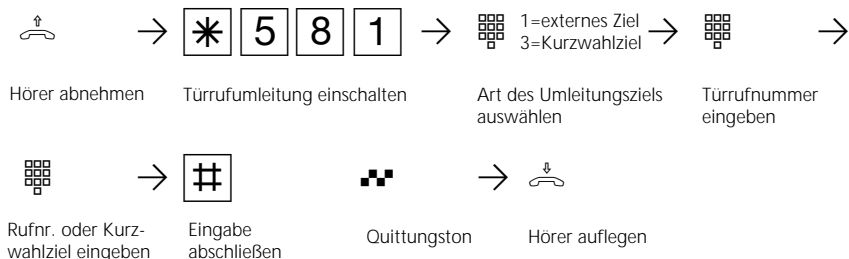 * 5 8 1
1=externes Ziel
3=Kurzwahlziel
Hörer abnehmen
Türrufumleitung einschalten
Art des Umleitungsziels
auswählen
Türrufnummer
eingeben
#
Rufnr. oder Kurz-
wahlziel eingeben
Eingabe
abschließen
Quittungston
Hörer auflegen